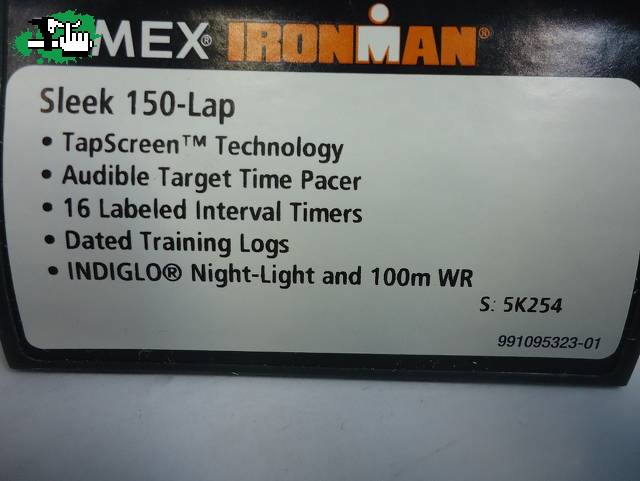 MEX® IRONMAN®
Sleek 150-Lap
• TapScreen™ Technology
• Audible Target Time Pacer
• 16 Labeled Interval Timers
• Dated Training Logs
• INDIGLO® Night-Light and 100m WR
S: 5K254
991095323-01